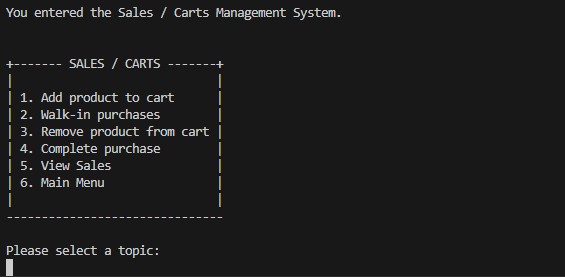 You entered the Sales / Carts Management System.
+------- SALES / CARTS -------+
| 1. Add product to cart |
| 2. Walk-in purchases |
| 3. Remove product from cart |
| 4. Complete purchase |
| 5. View Sales |
| 6. Main Menu |
-------------------------------
Please select a topic: